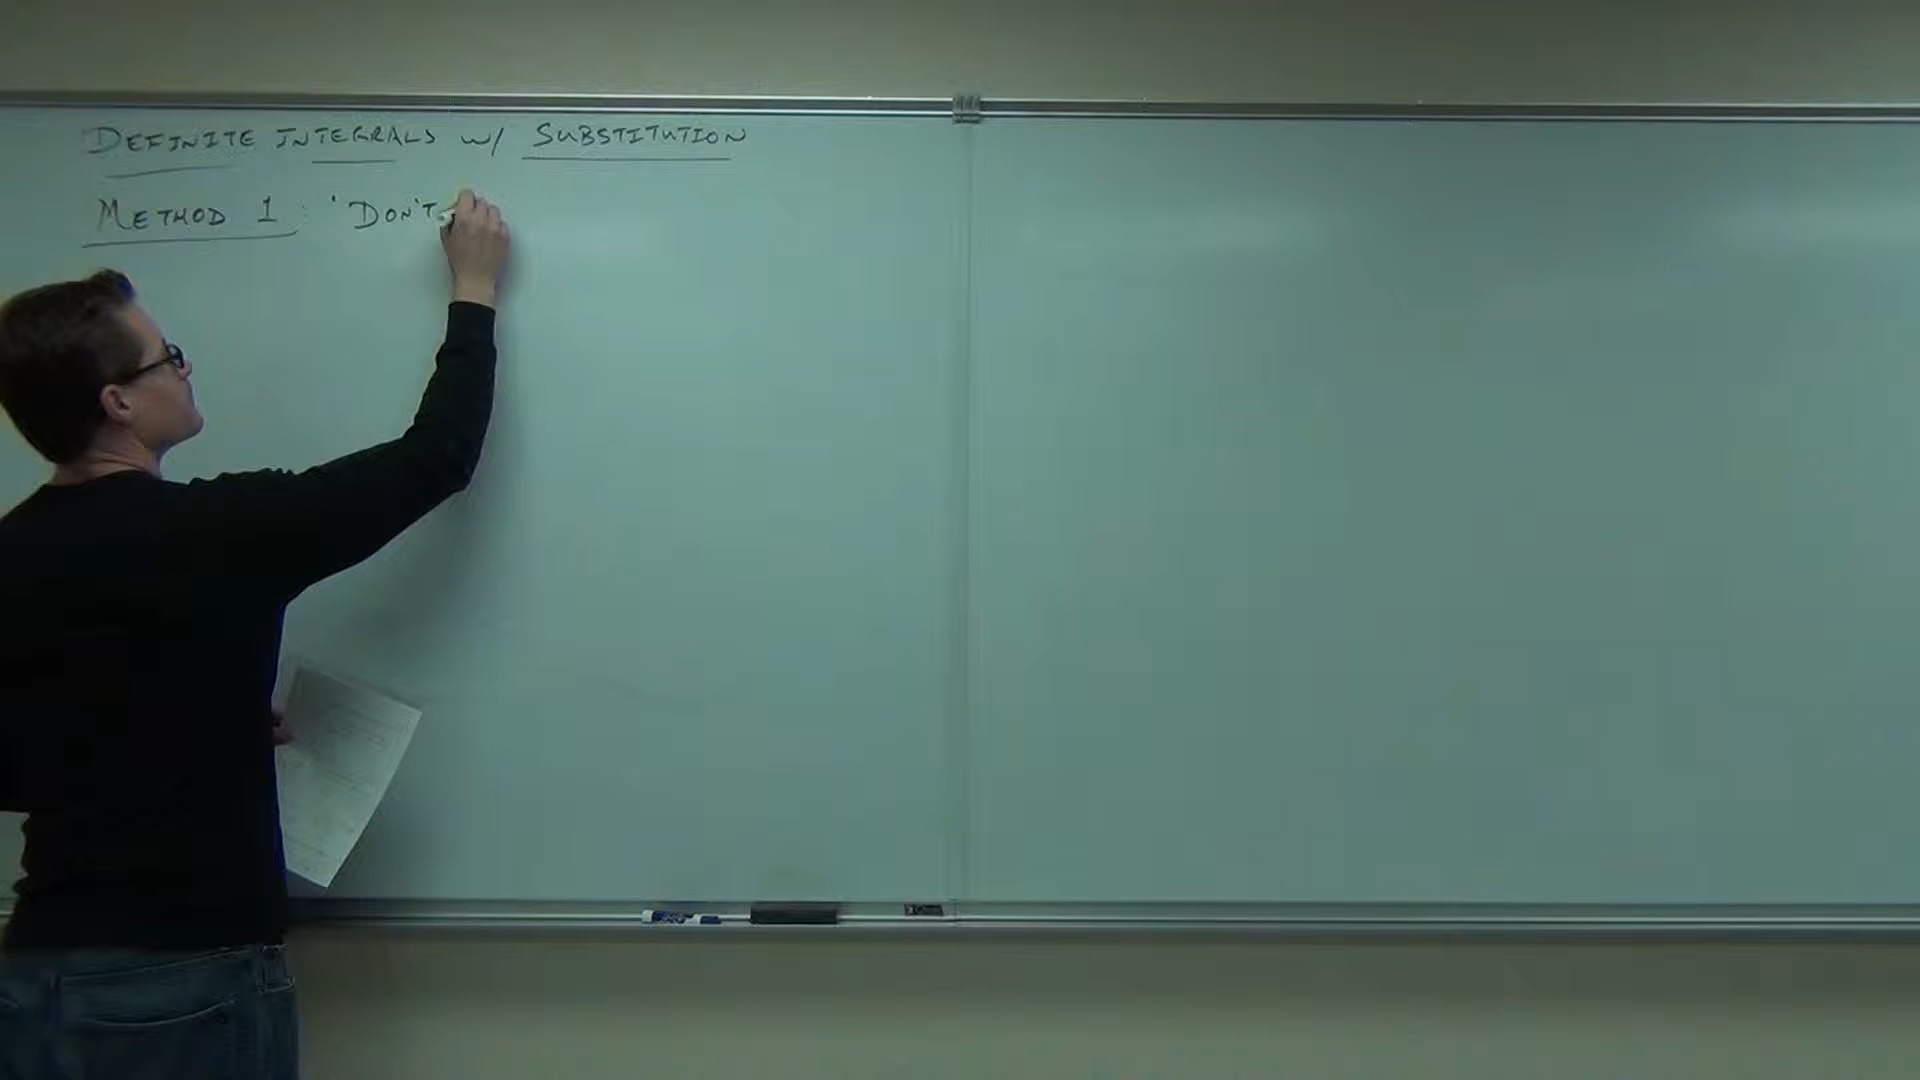 DEFINITE INTEGRALS W/ SUBSTITUTION
METHOD 1: "DON'T